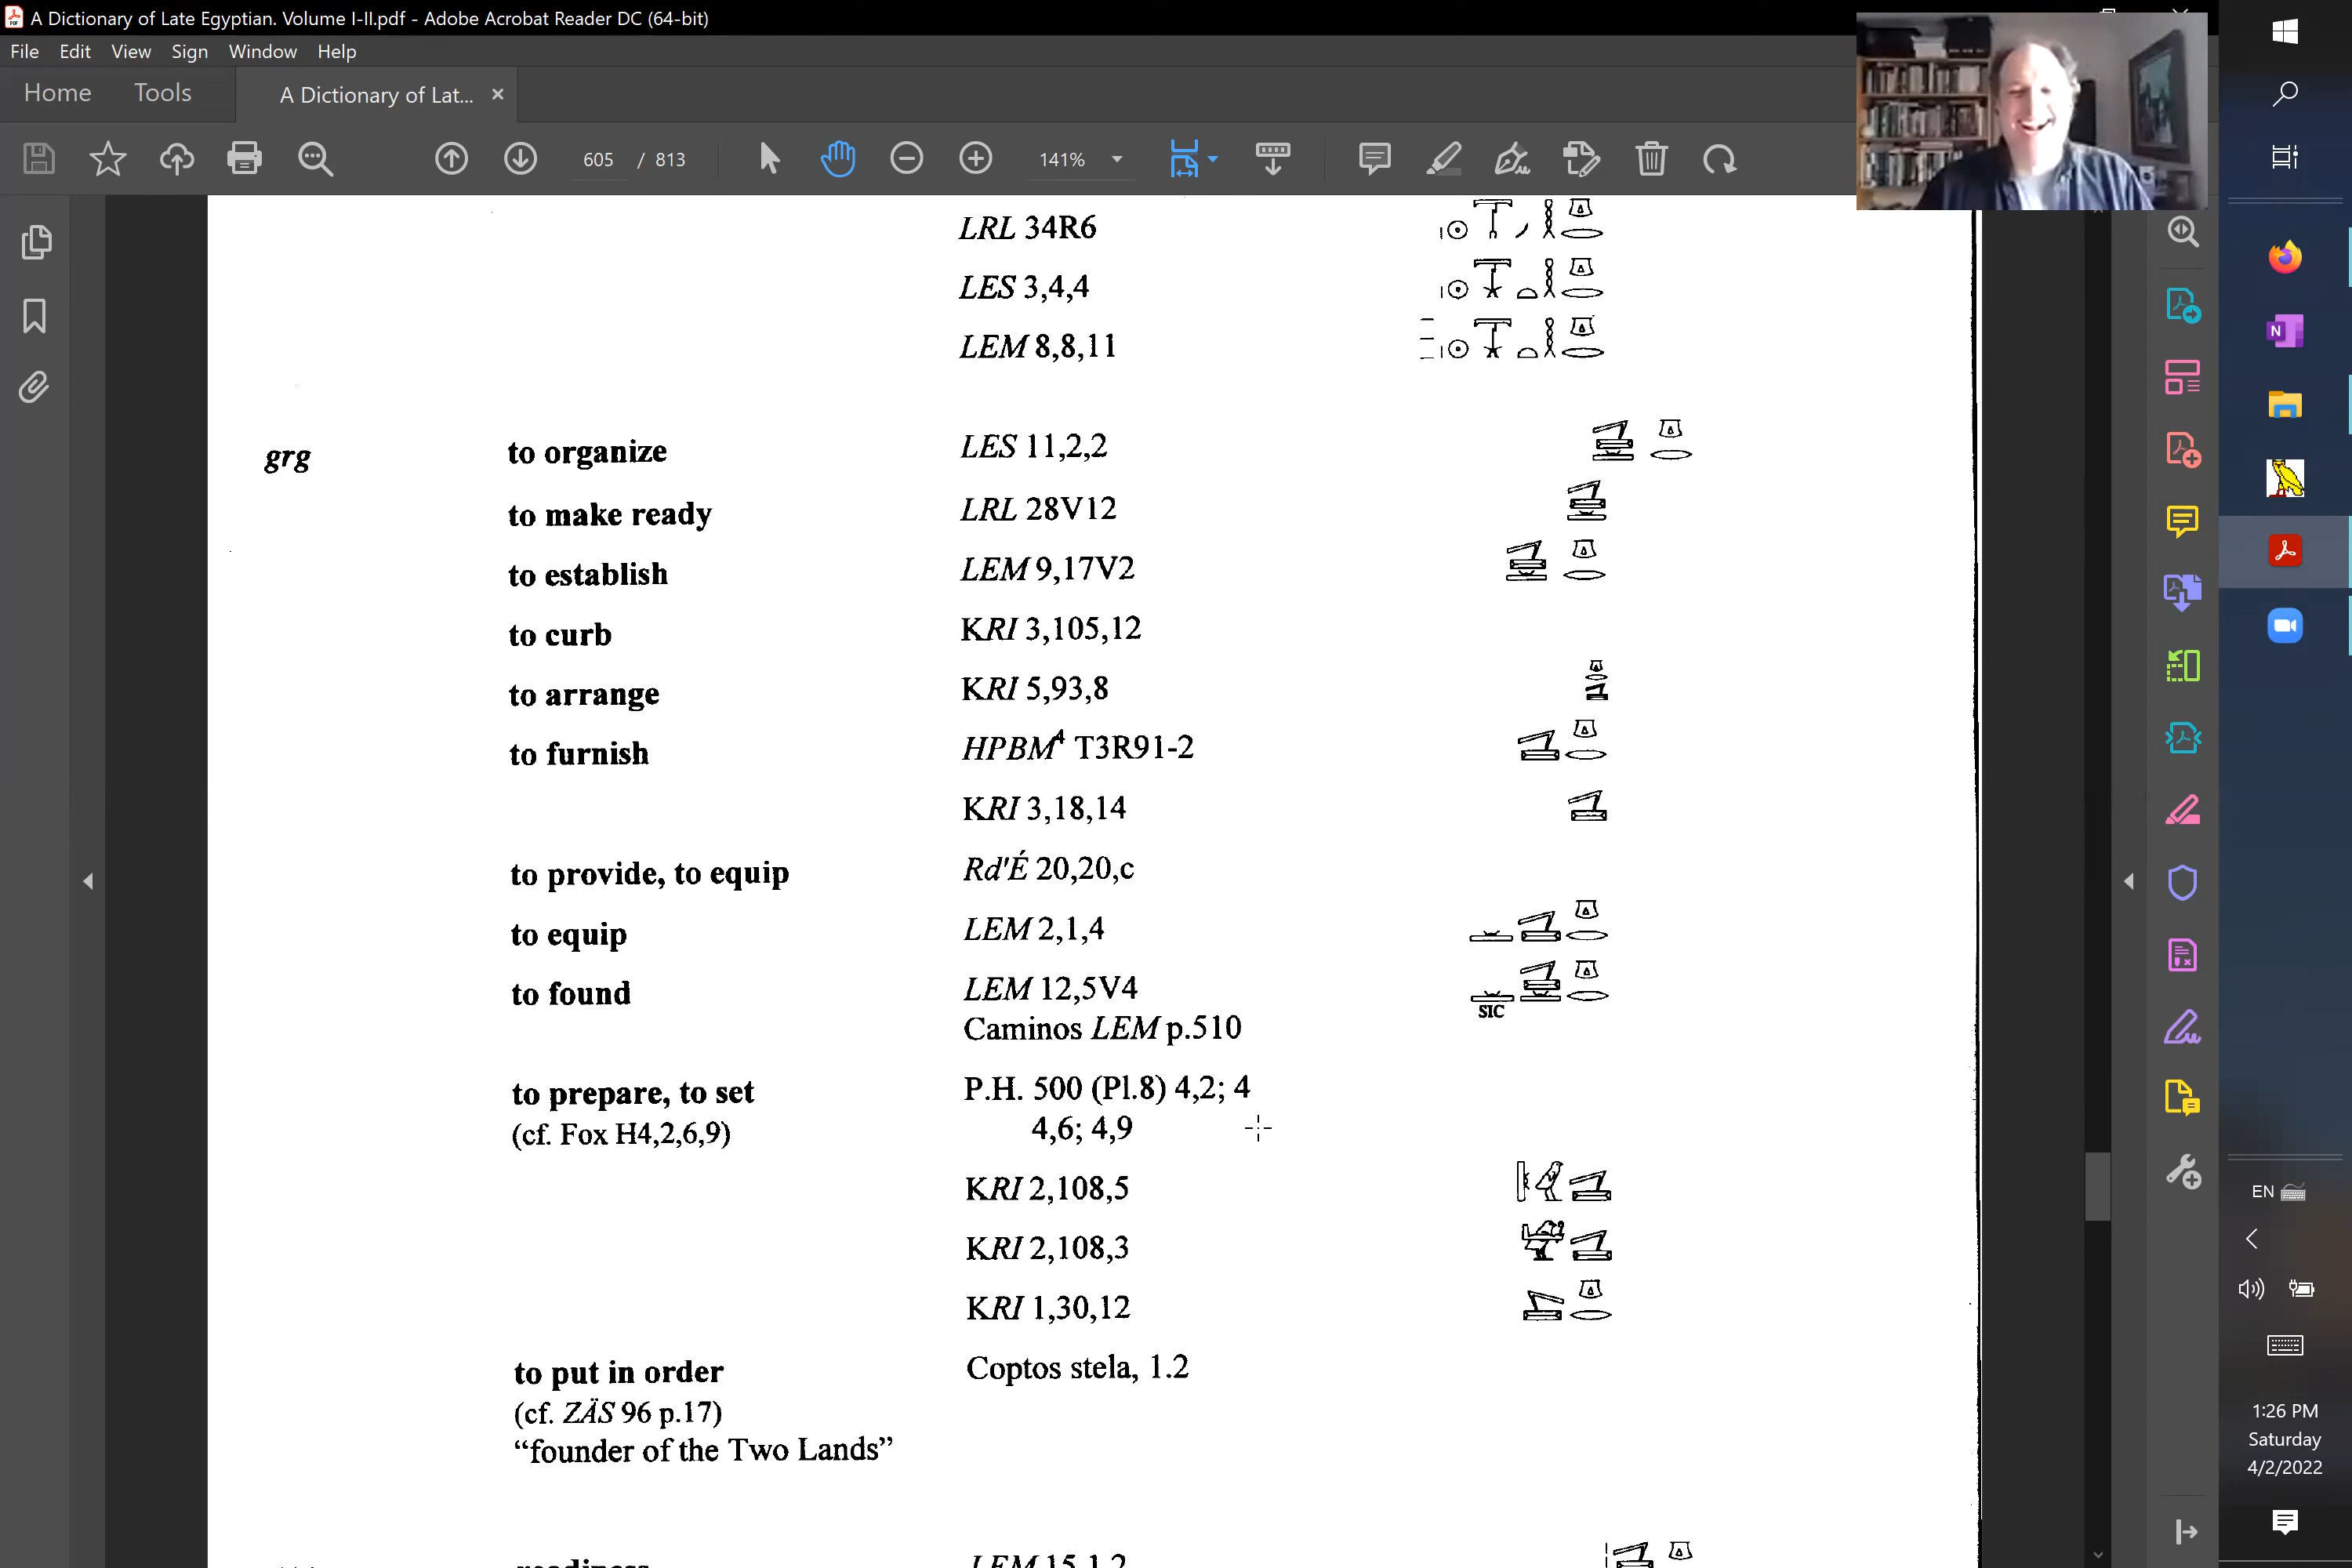 A Dictionary of Late Egyptian. Volume I-II.pdf - Adobe Acrobat Reader DC (64-bit)
File Edit View Sign Window Help
Home Tools A Dictionary of Lat... ×
605 / 813 141%
LRL 34R6
LES 3,4,4
LEM 8,8,11
grg to organize LES 11,2,2
to make ready LRL 28V12
to establish LEM 9,17V2
to curb KRI 3,105,12
to arrange KRI 5,93,8
to furnish HPBM⁴ T3R91-2
KRI 3,18,14
to provide, to equip Rd'É 20,20,c
to equip LEM 2,1,4
to found LEM 12,5V4
SIC
Caminos LEM p.510
to prepare, to set P.H. 500 (Pl.8) 4,2; 4
(cf. Fox H4,2,6,9) 4,6; 4,9
KRI 2,108,5
KRI 2,108,3
KRI 1,30,12
to put in order Coptos stela, 1.2
(cf. ZÄS 96 p.17)
“founder of the Two Lands”
readiness LEM 15,1,2
EN
1:26 PM
Saturday
4/2/2022